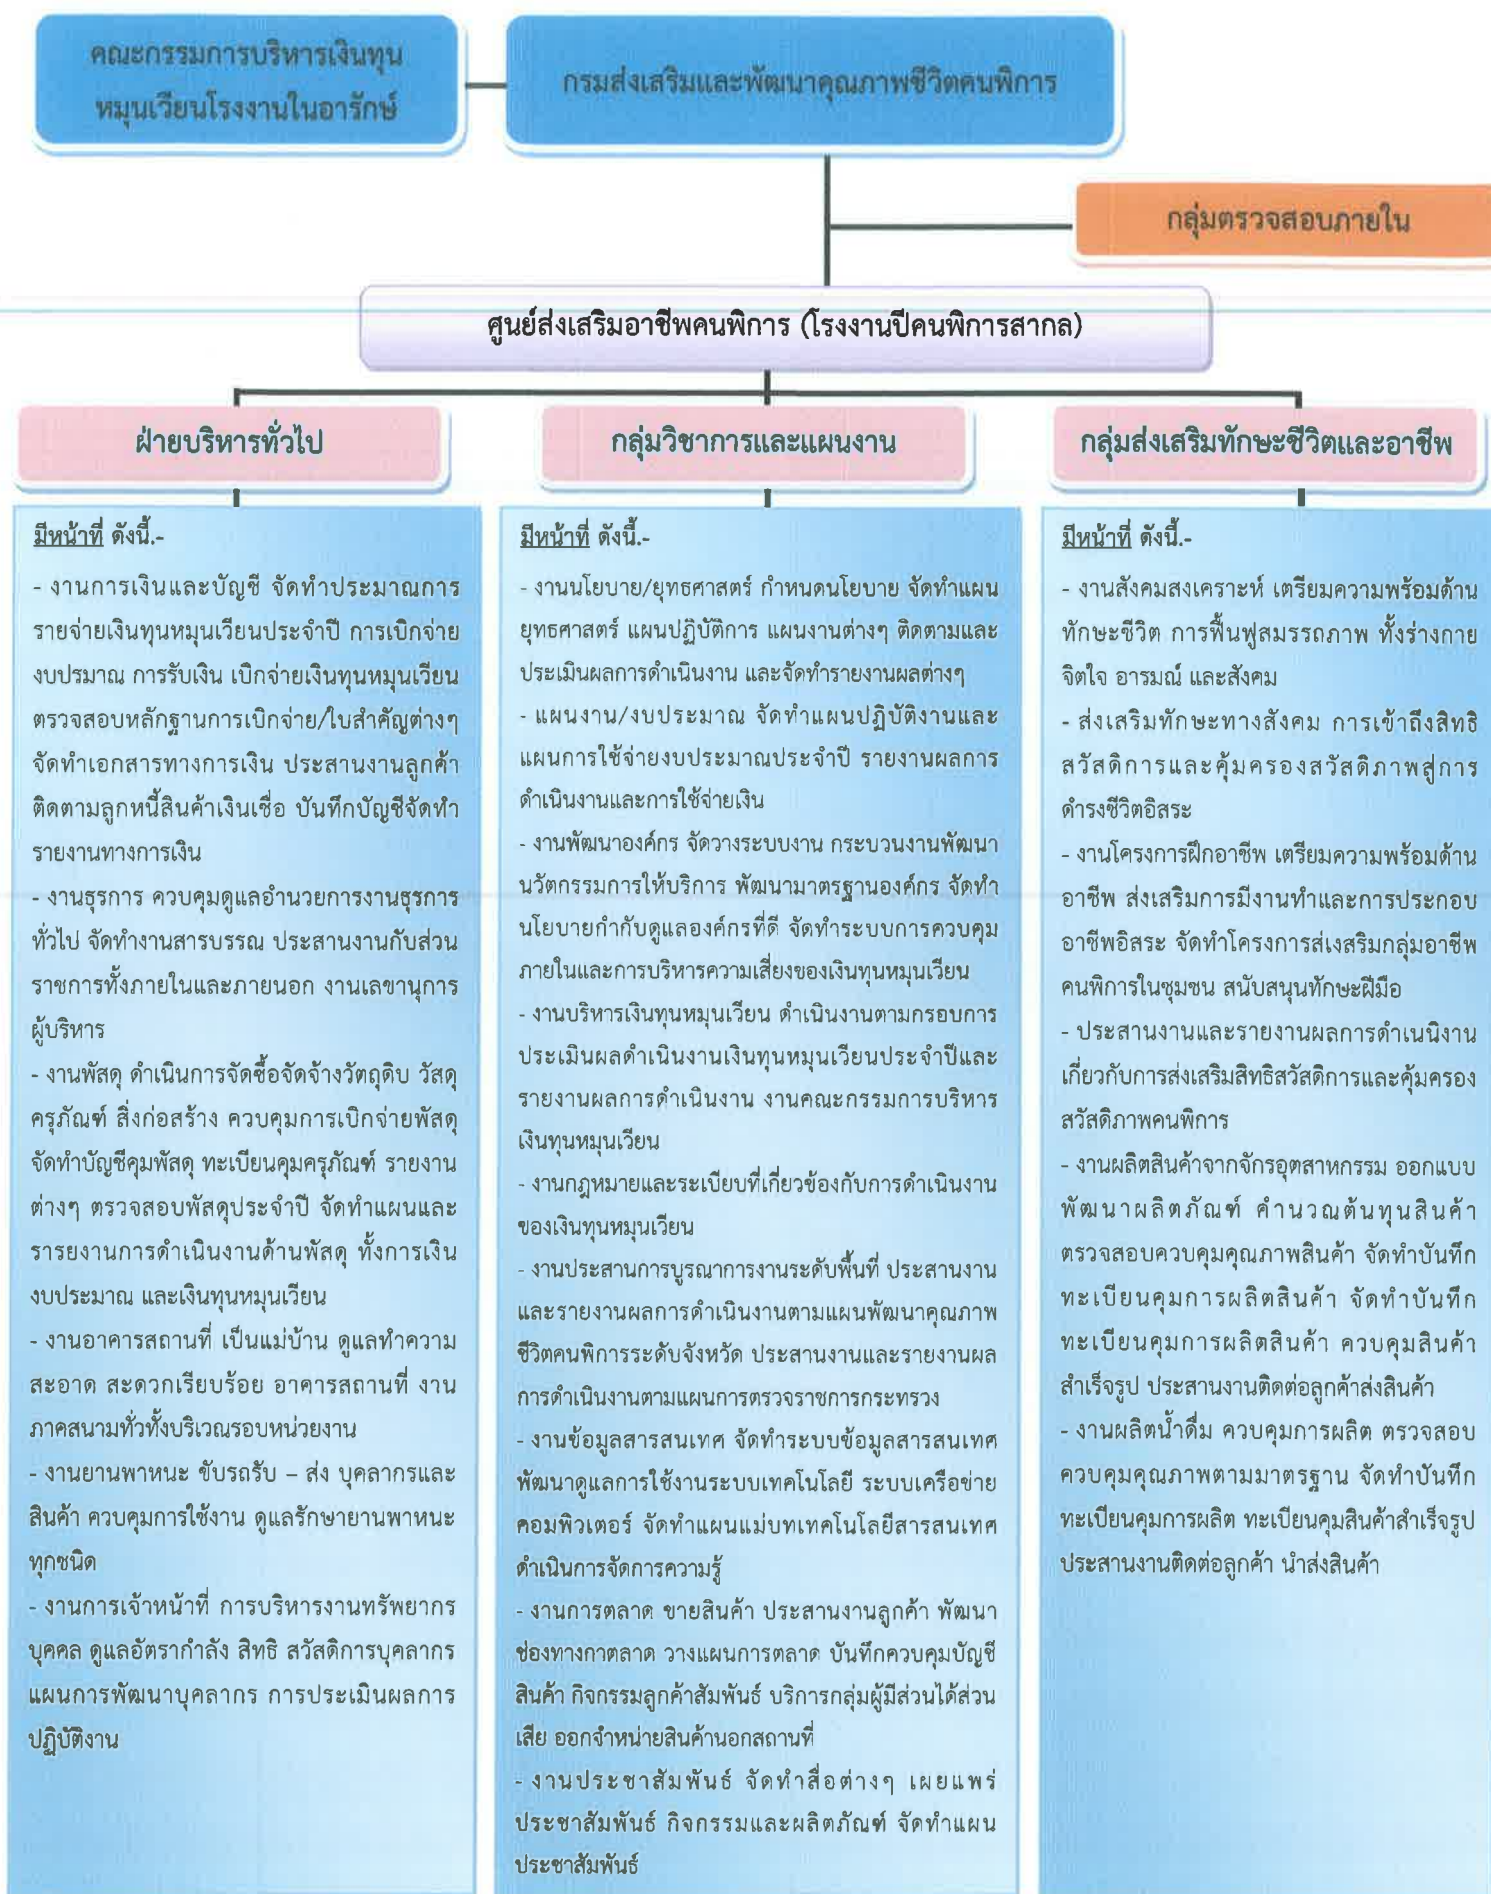 คณะกรรมการบริหารเงินทุน
หมุนเวียนโรงงานในอารักษ์
กรมส่งเสริมและพัฒนาคุณภาพชีวิตคนพิการ
กลุ่มตรวจสอบภายใน
ศูนย์ส่งเสริมอาชีพคนพิการ (โรงงานปีคนพิการสากล)
ฝ่ายบริหารทั่วไป
มีหน้าที่ ดังนี้.-
- งานการเงินและบัญชี จัดทำประมาณการ
รายจ่ายเงินทุนหมุนเวียนประจำปี การเบิกจ่าย
งบปรมาณ การรับเงิน เบิกจ่ายเงินทุนหมุนเวียน
ตรวจสอบหลักฐานการเบิกจ่าย/ใบสำคัญต่างๆ
จัดทำเอกสารทางการเงิน ประสานงานลูกค้า
ติดตามลูกหนี้สินค้าเงินเชื่อ บันทึกบัญชีจัดทำ
รายงานทางการเงิน
- งานธุรการ ควบคุมดูแลอำนวยการงานธุรการ
ทั่วไป จัดทำงานสารบรรณ ประสานงานกับส่วน
ราชการทั้งภายในและภายนอก งานเลขานุการ
ผู้บริหาร
- งานพัสดุ ดำเนินการจัดซื้อจัดจ้างวัตถุดิบ วัสดุ
ครุภัณฑ์ สิ่งก่อสร้าง ควบคุมการเบิกจ่ายพัสดุ
จัดทำบัญชีคุมพัสดุ ทะเบียนคุมครุภัณฑ์ รายงาน
ต่างๆ ตรวจสอบพัสดุประจำปี จัดทำแผนและ
รารยงานการดำเนินงานด้านพัสดุ ทั้งการเงิน
งบประมาณ และเงินทุนหมุนเวียน
- งานอาคารสถานที่ เป็นแม่บ้าน ดูแลทำความ
สะอาด สะดวกเรียบร้อย อาคารสถานที่ งาน
ภาคสนามทั่วทั้งบริเวณรอบหน่วยงาน
- งานยานพาหนะ ขับรถรับ – ส่ง บุคลากรและ
สินค้า ควบคุมการใช้งาน ดูแลรักษายานพาหนะ
ทุกชนิด
- งานการเจ้าหน้าที่ การบริหารงานทรัพยากร
บุคคล ดูแลอัตรากำลัง สิทธิ สวัสดิการบุคลากร
แผนการพัฒนาบุคลากร การประเมินผลการ
ปฏิบัติงาน
กลุ่มวิชาการและแผนงาน
มีหน้าที่ ดังนี้.-
- งานนโยบาย/ยุทธศาสตร์ กำหนดนโยบาย จัดทำแผน
ยุทธศาสตร์ แผนปฏิบัติการ แผนงานต่างๆ ติดตามและ
ประเมินผลการดำเนินงาน และจัดทำรายงานผลต่างๆ
- แผนงาน/งบประมาณ จัดทำแผนปฏิบัติงานและ
แผนการใช้จ่ายงบประมาณประจำปี รายงานผลการ
ดำเนินงานและการใช้จ่ายเงิน
- งานพัฒนาองค์กร จัดวางระบบงาน กระบวนงานพัฒนา
นวัตกรรมการให้บริการ พัฒนามาตรฐานองค์กร จัดทำ
นโยบายกำกับดูแลองค์กรที่ดี จัดทำระบบการควบคุม
ภายในและการบริหารความเสี่ยงของเงินทุนหมุนเวียน
- งานบริหารเงินทุนหมุนเวียน ดำเนินงานตามกรอบการ
ประเมินผลดำเนินงานเงินทุนหมุนเวียนประจำปีและ
รายงานผลการดำเนินงาน งานคณะกรรมการบริหาร
เงินทุนหมุนเวียน
- งานกฎหมายและระเบียบที่เกี่ยวข้องกับการดำเนินงาน
ของเงินทุนหมุนเวียน
- งานประสานการบูรณาการงานระดับพื้นที่ ประสานงาน
และรายงานผลการดำเนินงานตามแผนพัฒนาคุณภาพ
ชีวิตคนพิการระดับจังหวัด ประสานงานและรายงานผล
การดำเนินงานตามแผนการตรวจราชการกระทรวง
- งานข้อมูลสารสนเทศ จัดทำระบบข้อมูลสารสนเทศ
พัฒนาดูแลการใช้งานระบบเทคโนโลยี ระบบเครือข่าย
คอมพิวเตอร์ จัดทำแผนแม่บทเทคโนโลยีสารสนเทศ
ดำเนินการจัดการความรู้
- งานการตลาด ขายสินค้า ประสานงานลูกค้า พัฒนา
ช่องทางกาตลาด วางแผนการตลาด บันทึกควบคุมบัญชี
สินค้า กิจกรรมลูกค้าสัมพันธ์ บริการกลุ่มผู้มีส่วนได้ส่วน
เสีย ออกจำหน่ายสินค้านอกสถานที่
- งานประชาสัมพันธ์ จัดทำสื่อต่างๆ เผยแพร่
ประชาสัมพันธ์ กิจกรรมและผลิตภัณฑ์ จัดทำแผน
ประชาสัมพันธ์
กลุ่มส่งเสริมทักษะชีวิตและอาชีพ
มีหน้าที่ ดังนี้.-
- งานสังคมสงเคราะห์ เตรียมความพร้อมด้าน
ทักษะชีวิต การฟื้นฟูสมรรถภาพ ทั้งร่างกาย
จิตใจ อารมณ์ และสังคม
- ส่งเสริมทักษะทางสังคม การเข้าถึงสิทธิ
สวัสดิการและคุ้มครองสวัสดิภาพสู่การ
ดำรงชีวิตอิสระ
- งานโครงการฝึกอาชีพ เตรียมความพร้อมด้าน
อาชีพ ส่งเสริมการมีงานทำและการประกอบ
อาชีพอิสระ จัดทำโครงการส่เงสริมกลุ่มอาชีพ
คนพิการในชุมชน สนับสนุนทักษะฝีมือ
- ประสานงานและรายงานผลการดำเนนิงาน
เกี่ยวกับการส่งเสริมสิทธิสวัสดิการและคุ้มครอง
สวัสดิภาพคนพิการ
- งานผลิตสินค้าจากจักรอุตสาหกรรม ออกแบบ
พัฒนาผลิตภัณฑ์ คำนวณต้นทุนสินค้า
ตรวจสอบควบคุมคุณภาพสินค้า จัดทำบันทึก
ทะเบียนคุมการผลิตสินค้า จัดทำบันทึก
ทะเบียนคุมการผลิตสินค้า ควบคุมสินค้า
สำเร็จรูป ประสานงานติดต่อลูกค้าส่งสินค้า
- งานผลิตน้ำดื่ม ควบคุมการผลิต ตรวจสอบ
ควบคุมคุณภาพตามมาตรฐาน จัดทำบันทึก
ทะเบียนคุมการผลิต ทะเบียนคุมสินค้าสำเร็จรูป
ประสานงานติดต่อลูกค้า นำส่งสินค้า